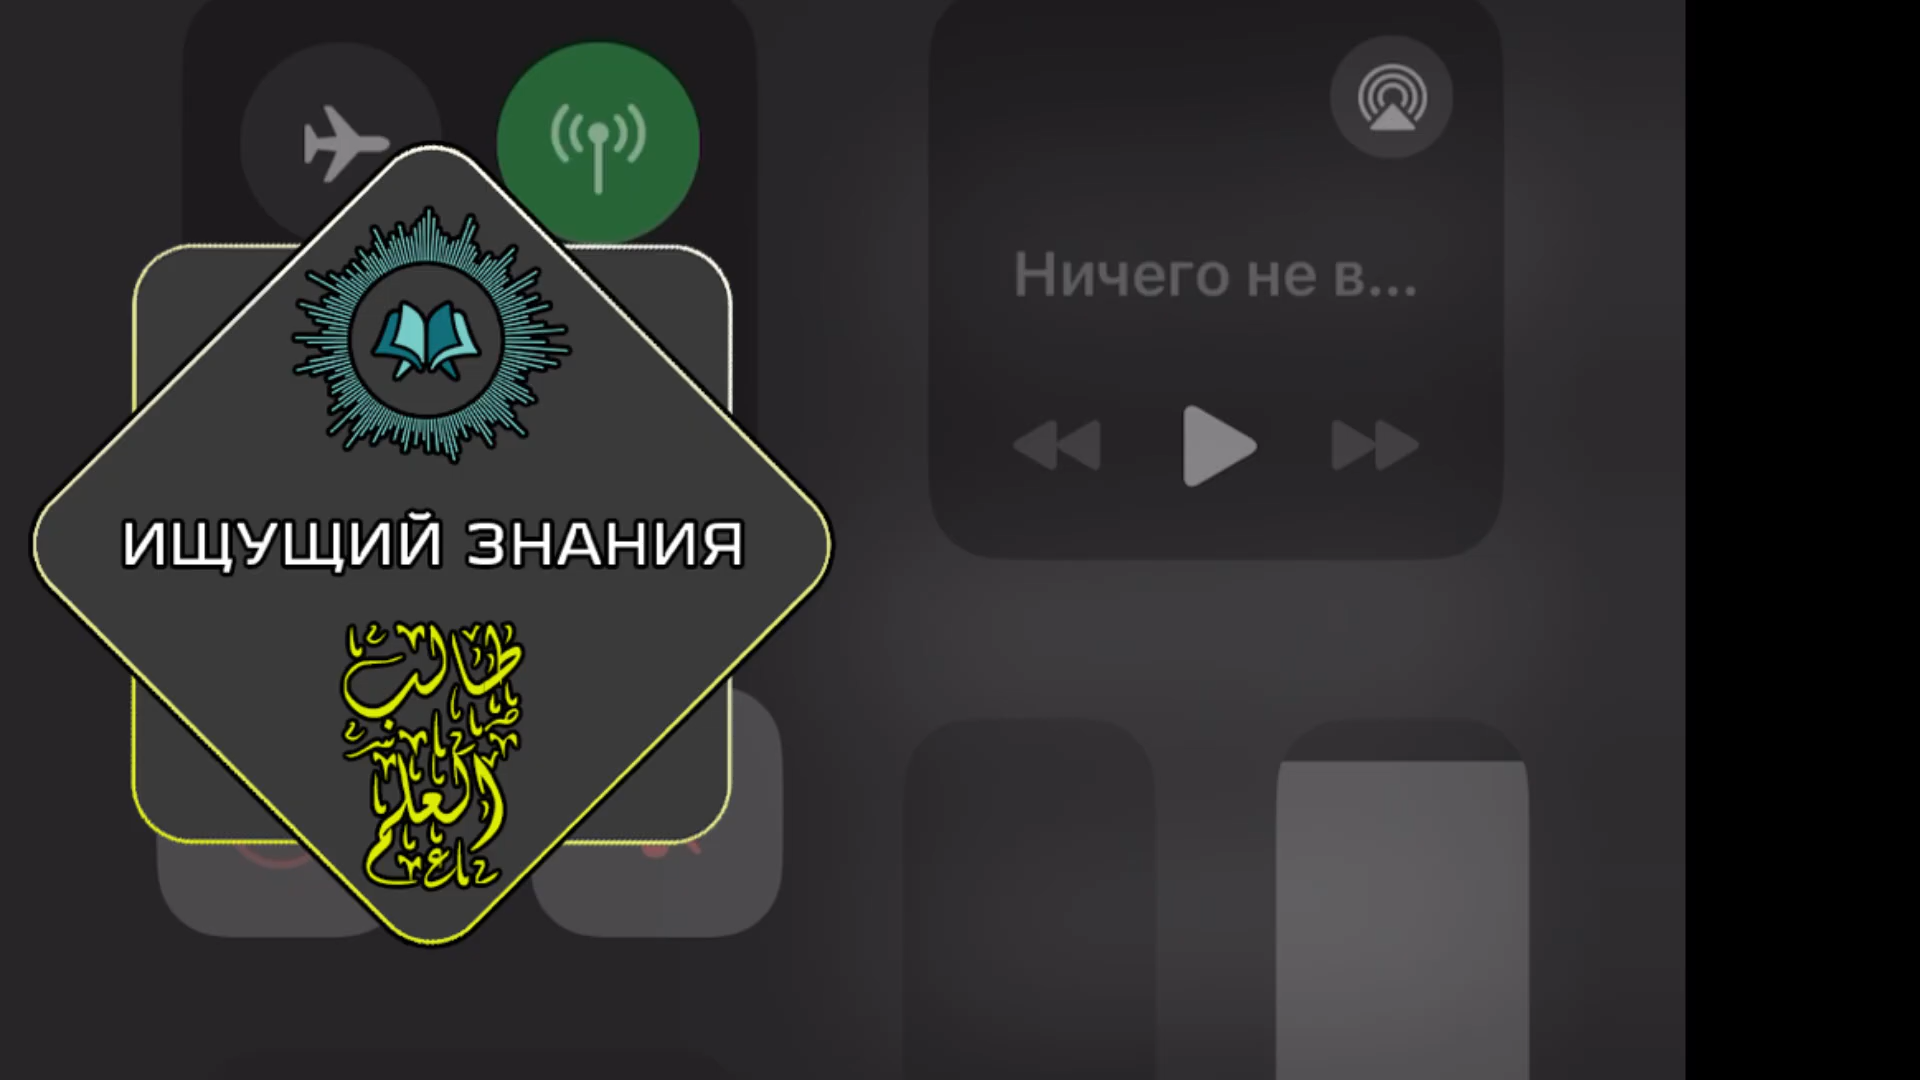 Ничего не в...
ИЩУЩИЙ ЗНАНИЯ
طالب
العلم